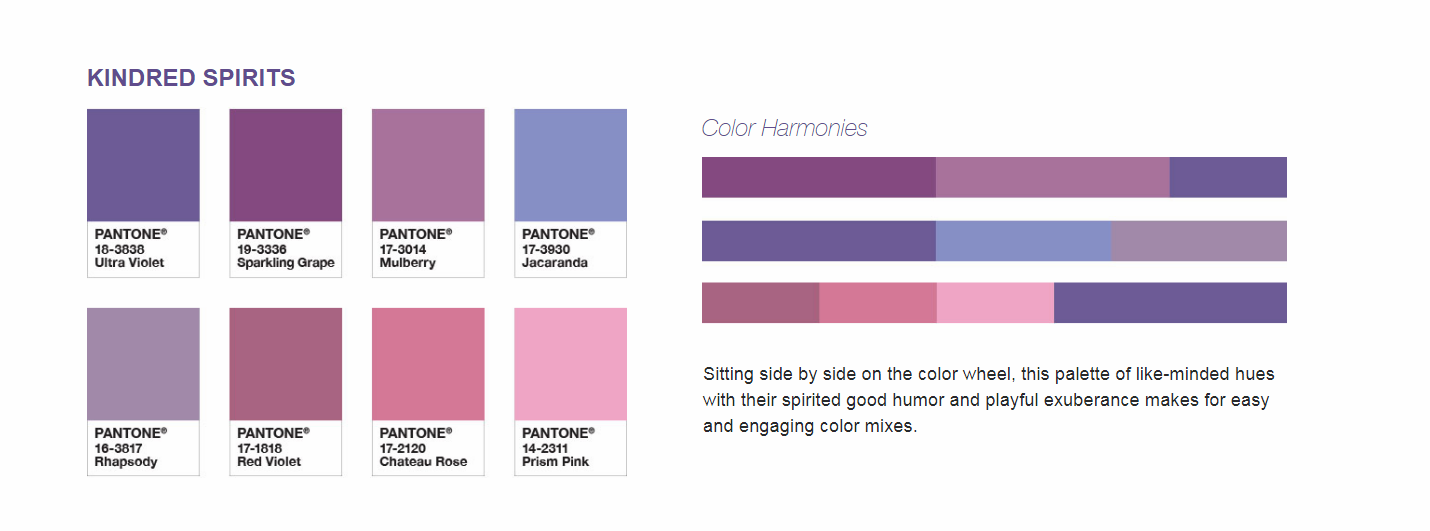 KINDRED SPIRITS
PANTONE®
18-3838
Ultra Violet
PANTONE®
19-3336
Sparkling Grape
PANTONE®
17-3014
Mulberry
PANTONE®
17-3930
Jacaranda
PANTONE®
16-3817
Rhapsody
PANTONE®
17-1818
Red Violet
PANTONE®
17-2120
Chateau Rose
PANTONE®
14-2311
Prism Pink
Color Harmonies
Sitting side by side on the color wheel, this palette of like-minded hues
with their spirited good humor and playful exuberance makes for easy
and engaging color mixes.